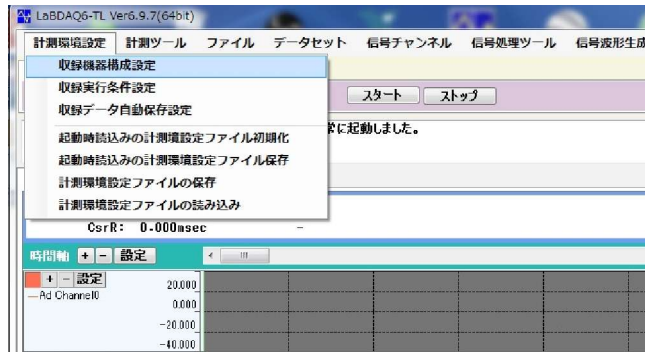 LaBDAQ6-TL Ver6.9.7(64bit)
計測環境設定 計測ツール ファイル データセット 信号チャンネル 信号処理ツール 信号波形生成
収録機器構成設定
収録実行条件設定
スタート ストップ
収録データ自動保存設定
常に起動しました。
起動時読込みの計測境設定ファイル初期化
起動時読込みの計測環境設定ファイル保存
計測環境設定ファイルの保存
計測環境設定ファイルの読み込み
CsrR: 0.000msec -
時間軸 + - 設定
+ - 設定
Ad Channel0
20.000
0.000
-20.000
-40.000